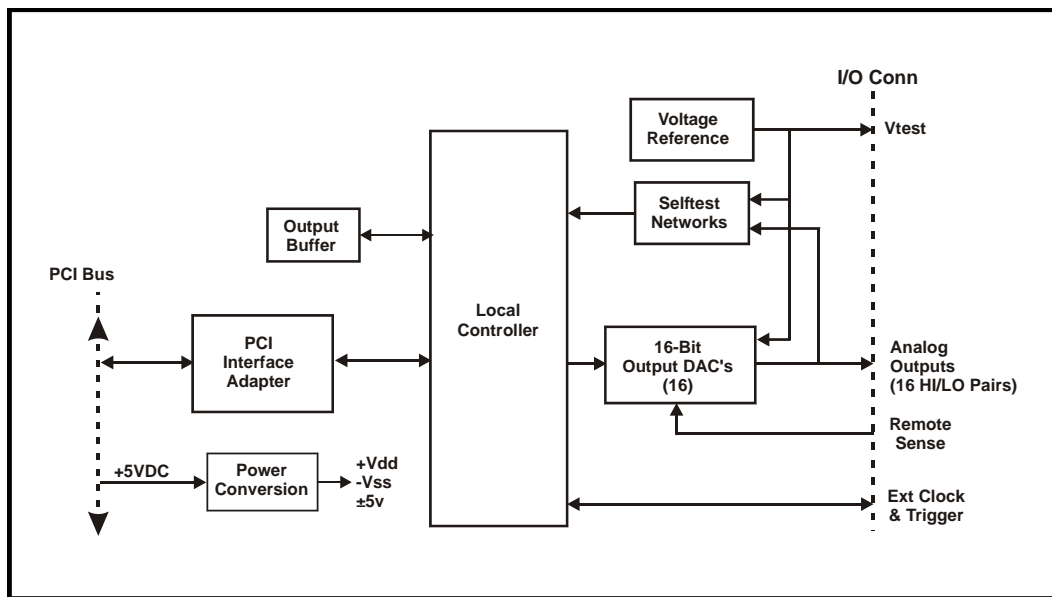 I/O Conn
Voltage
Reference
Vtest
Selftest
Networks
Output
Buffer
PCI Bus
Local
Controller
PCI
Interface
Adapter
16-Bit
Output DAC's
(16)
Analog
Outputs
(16 HI/LO Pairs)
Remote
Sense
+5VDC
Power
Conversion
+Vdd
-Vss
±5v
Ext Clock
& Trigger